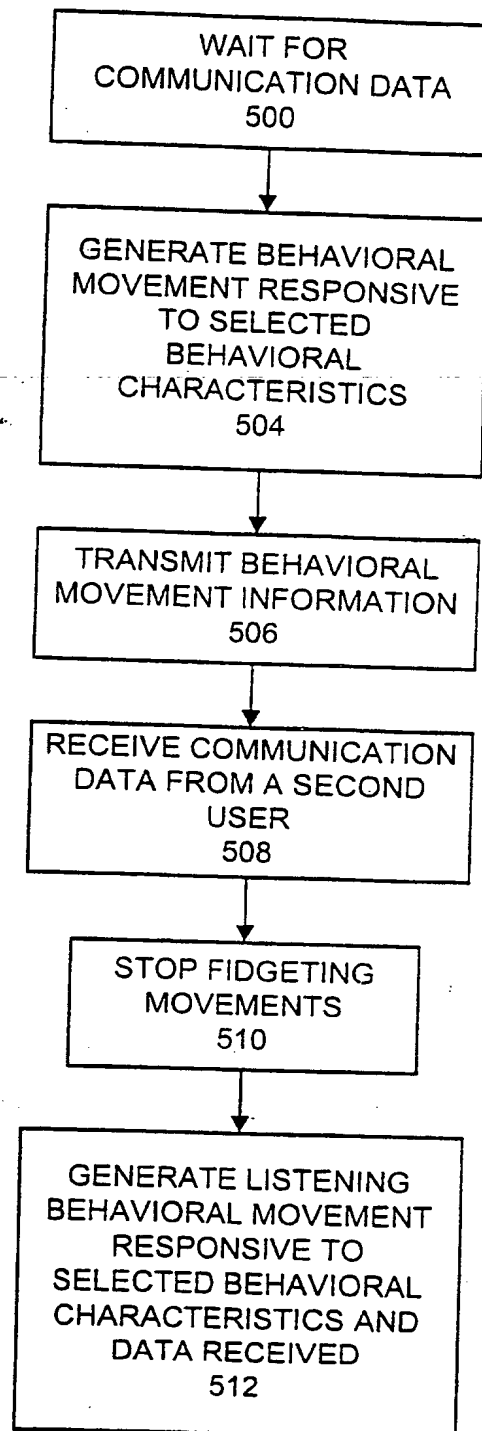 WAIT FOR
COMMUNICATION DATA
500
GENERATE BEHAVIORAL
MOVEMENT RESPONSIVE
TO SELECTED
BEHAVIORAL
CHARACTERISTICS
504
TRANSMIT BEHAVIORAL
MOVEMENT INFORMATION
506
RECEIVE COMMUNICATION
DATA FROM A SECOND
USER
508
STOP FIDGETING
MOVEMENTS
510
GENERATE LISTENING
BEHAVIORAL MOVEMENT
RESPONSIVE TO
SELECTED BEHAVIORAL
CHARACTERISTICS AND
DATA RECEIVED
512